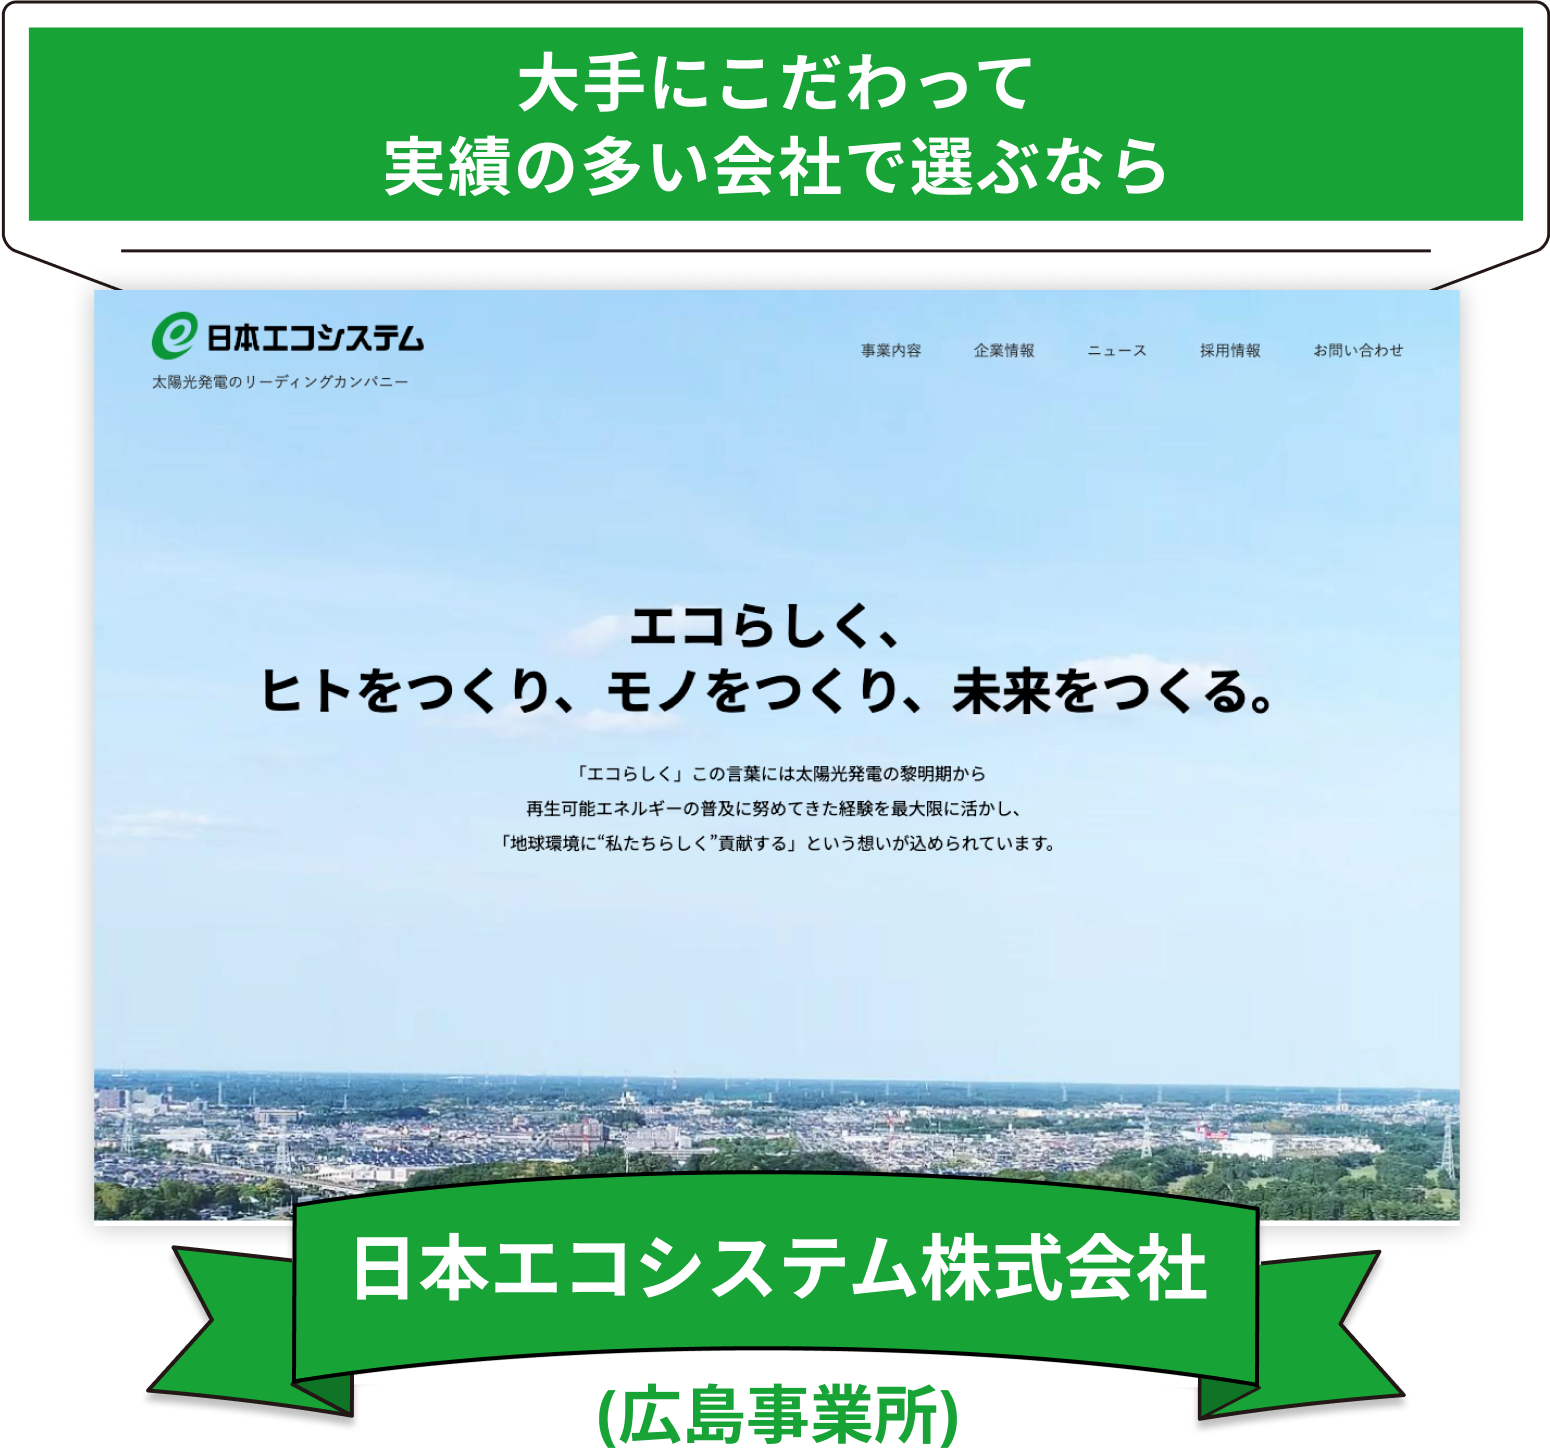 大手にこだわって
実績の多い会社で選ぶなら
日本エコシステム
太陽光発電のリーディングカンパニー
事業内容 企業情報 ニュース 採用情報 お問い合わせ
エコらしく、
ヒトをつくり、モノをつくり、未来をつくる。
「エコらしく」この言葉には太陽光発電の黎明期から
再生可能エネルギーの普及に努めてきた経験を最大限に活かし、
「地球環境に“私たちらしく”貢献する」という想いが込められています。
日本エコシステム株式会社
(広島事業所)